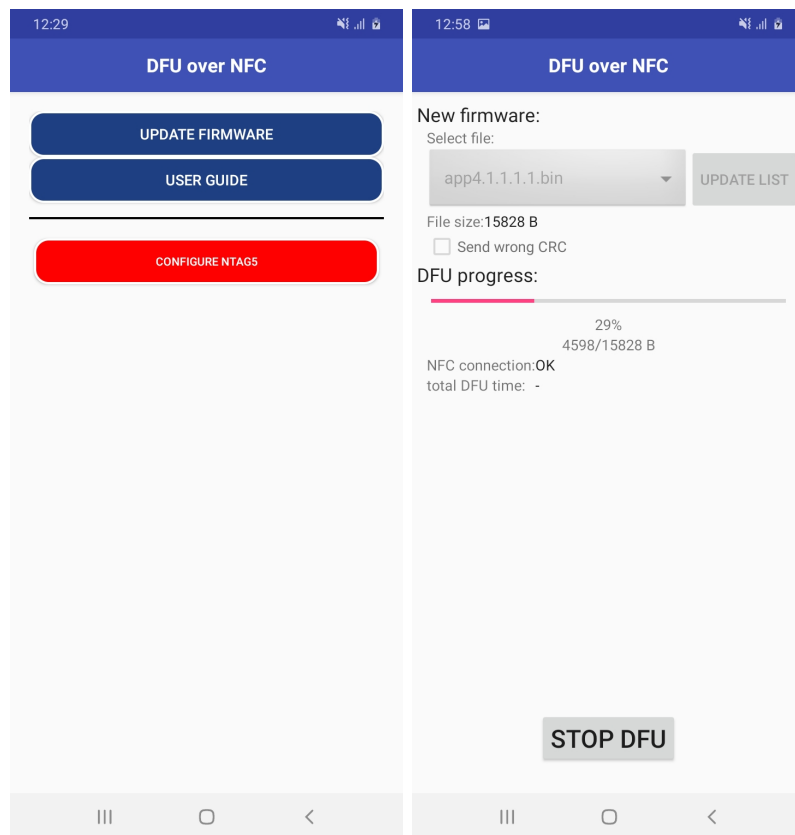 12:29
DFU over NFC
UPDATE FIRMWARE
USER GUIDE
CONFIGURE NTAG5
12:58
DFU over NFC
New firmware:
Select file:
app4.1.1.1.1.bin
UPDATE LIST
File size:15828 B
Send wrong CRC
DFU progress:
29%
4598/15828 B
NFC connection:OK
total DFU time: -
STOP DFU